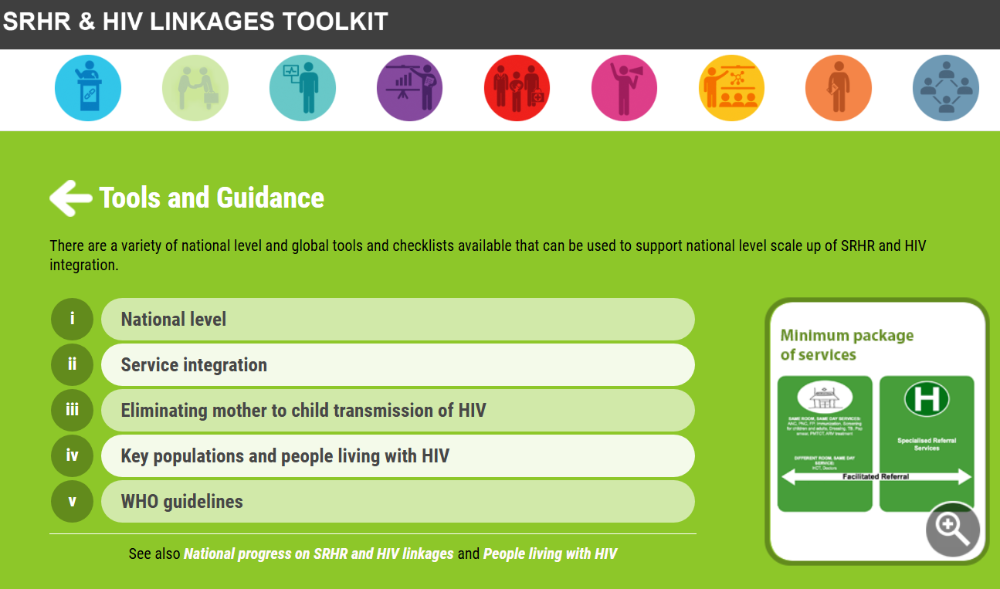 SRHR & HIV LINKAGES TOOLKIT
Tools and Guidance
There are a variety of national level and global tools and checklists available that can be used to support national level scale up of SRHR and HIV
integration.
i National level
ii Service integration
iii Eliminating mother to child transmission of HIV
iv Key populations and people living with HIV
v WHO guidelines
See also National progress on SRHR and HIV linkages and People living with HIV
Minimum package
of services
SAME ROOM, SAME DAY SERVICES:
ANC, PNC, FP, Immunization, Screening
for children and adults, Dressing, TB, Pap
smear, PMTCT, ARV treatment
DIFFERENT ROOM, SAME DAY
SERVICE:
HCT, Doctors
H
Specialised Referral
Services
Facilitated Referral